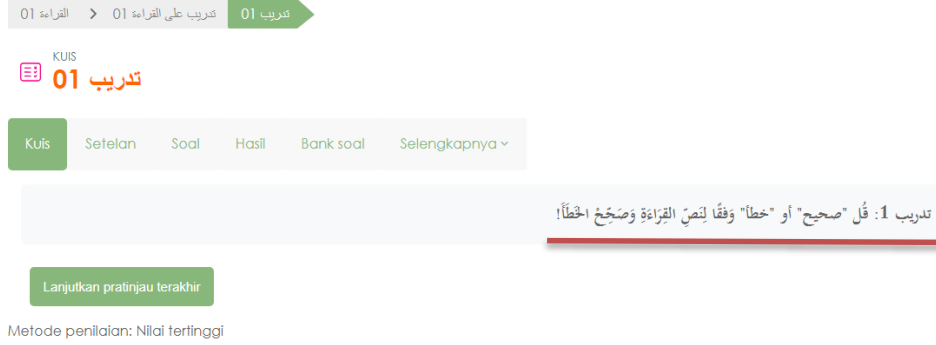 القراءة 01 > تدريب على القراءة 01 تدريب 01
KUIS
تدريب 01
Kuis Setelan Soal Hasil Bank soal Selengkapnya
تدريب 1: قُل "صحيح" أو "خطأ" وَفقًا لِنَصِّ القِرَاءَةِ وَصَحِّحْ الخَطَأَ!
Lanjutkan pratinjau terakhir
Metode penilaian: Nilai tertinggi